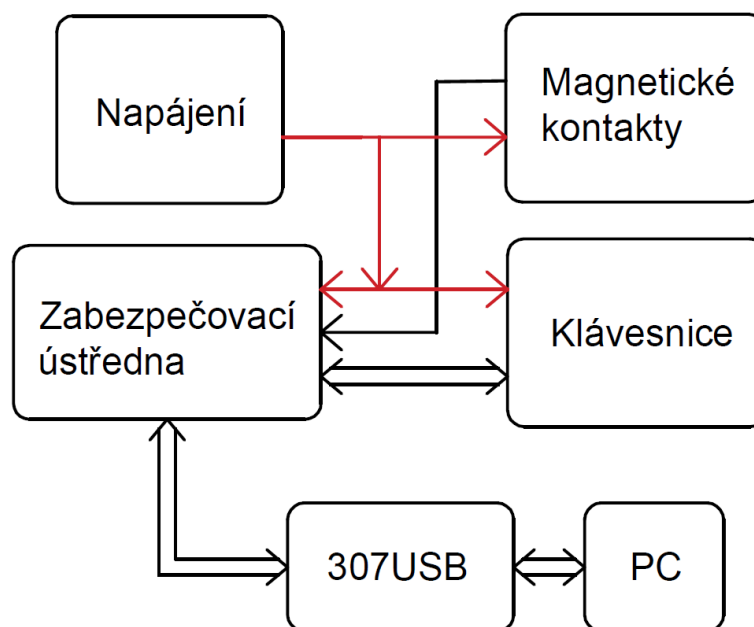 Napájení
Magnetické
kontakty
Zabezpečovací
ústředna
Klávesnice
307USB
PC